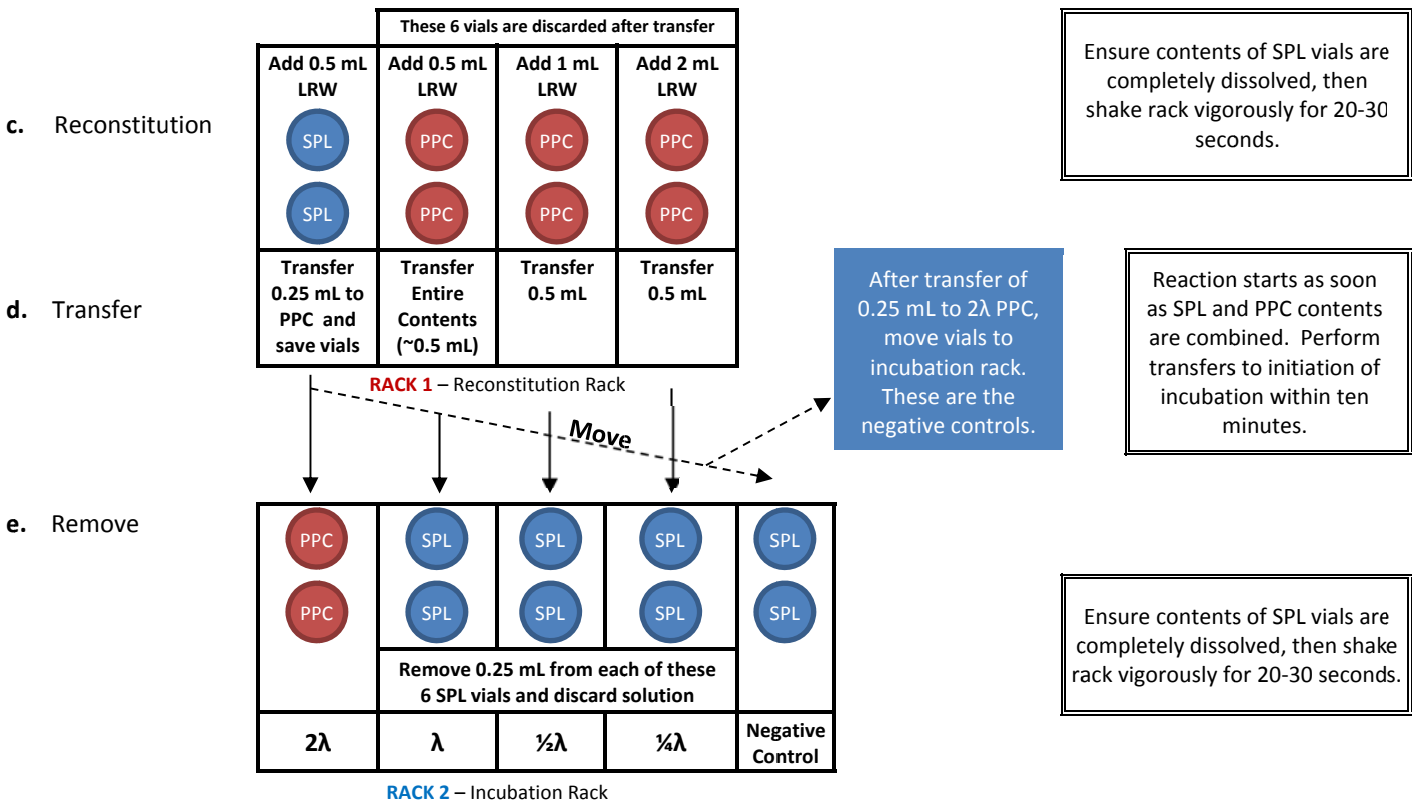 These 6 vials are discarded after transfer
Add 0.5 mL
LRW
Add 0.5 mL
LRW
Add 1 mL
LRW
Add 2 mL
LRW
c. Reconstitution
SPL
PPC
PPC
PPC
SPL
PPC
PPC
PPC
Ensure contents of SPL vials are
completely dissolved, then
shake rack vigorously for 20-30
seconds.
d. Transfer
Transfer
0.25 mL to
PPC and
save vials
Transfer
Entire
Contents
(~0.5 mL)
Transfer
0.5 mL
Transfer
0.5 mL
After transfer of
0.25 mL to 2λ PPC,
move vials to
incubation rack.
These are the
negative controls.
Reaction starts as soon
as SPL and PPC contents
are combined. Perform
transfers to initiation of
incubation within ten
minutes.
RACK 1 – Reconstitution Rack
Move
e. Remove
PPC
SPL
SPL
SPL
SPL
PPC
SPL
SPL
SPL
SPL
Remove 0.25 mL from each of these
6 SPL vials and discard solution
Ensure contents of SPL vials are
completely dissolved, then shake
rack vigorously for 20-30 seconds.
2λ
λ
½λ
¼λ
Negative
Control
RACK 2 – Incubation Rack